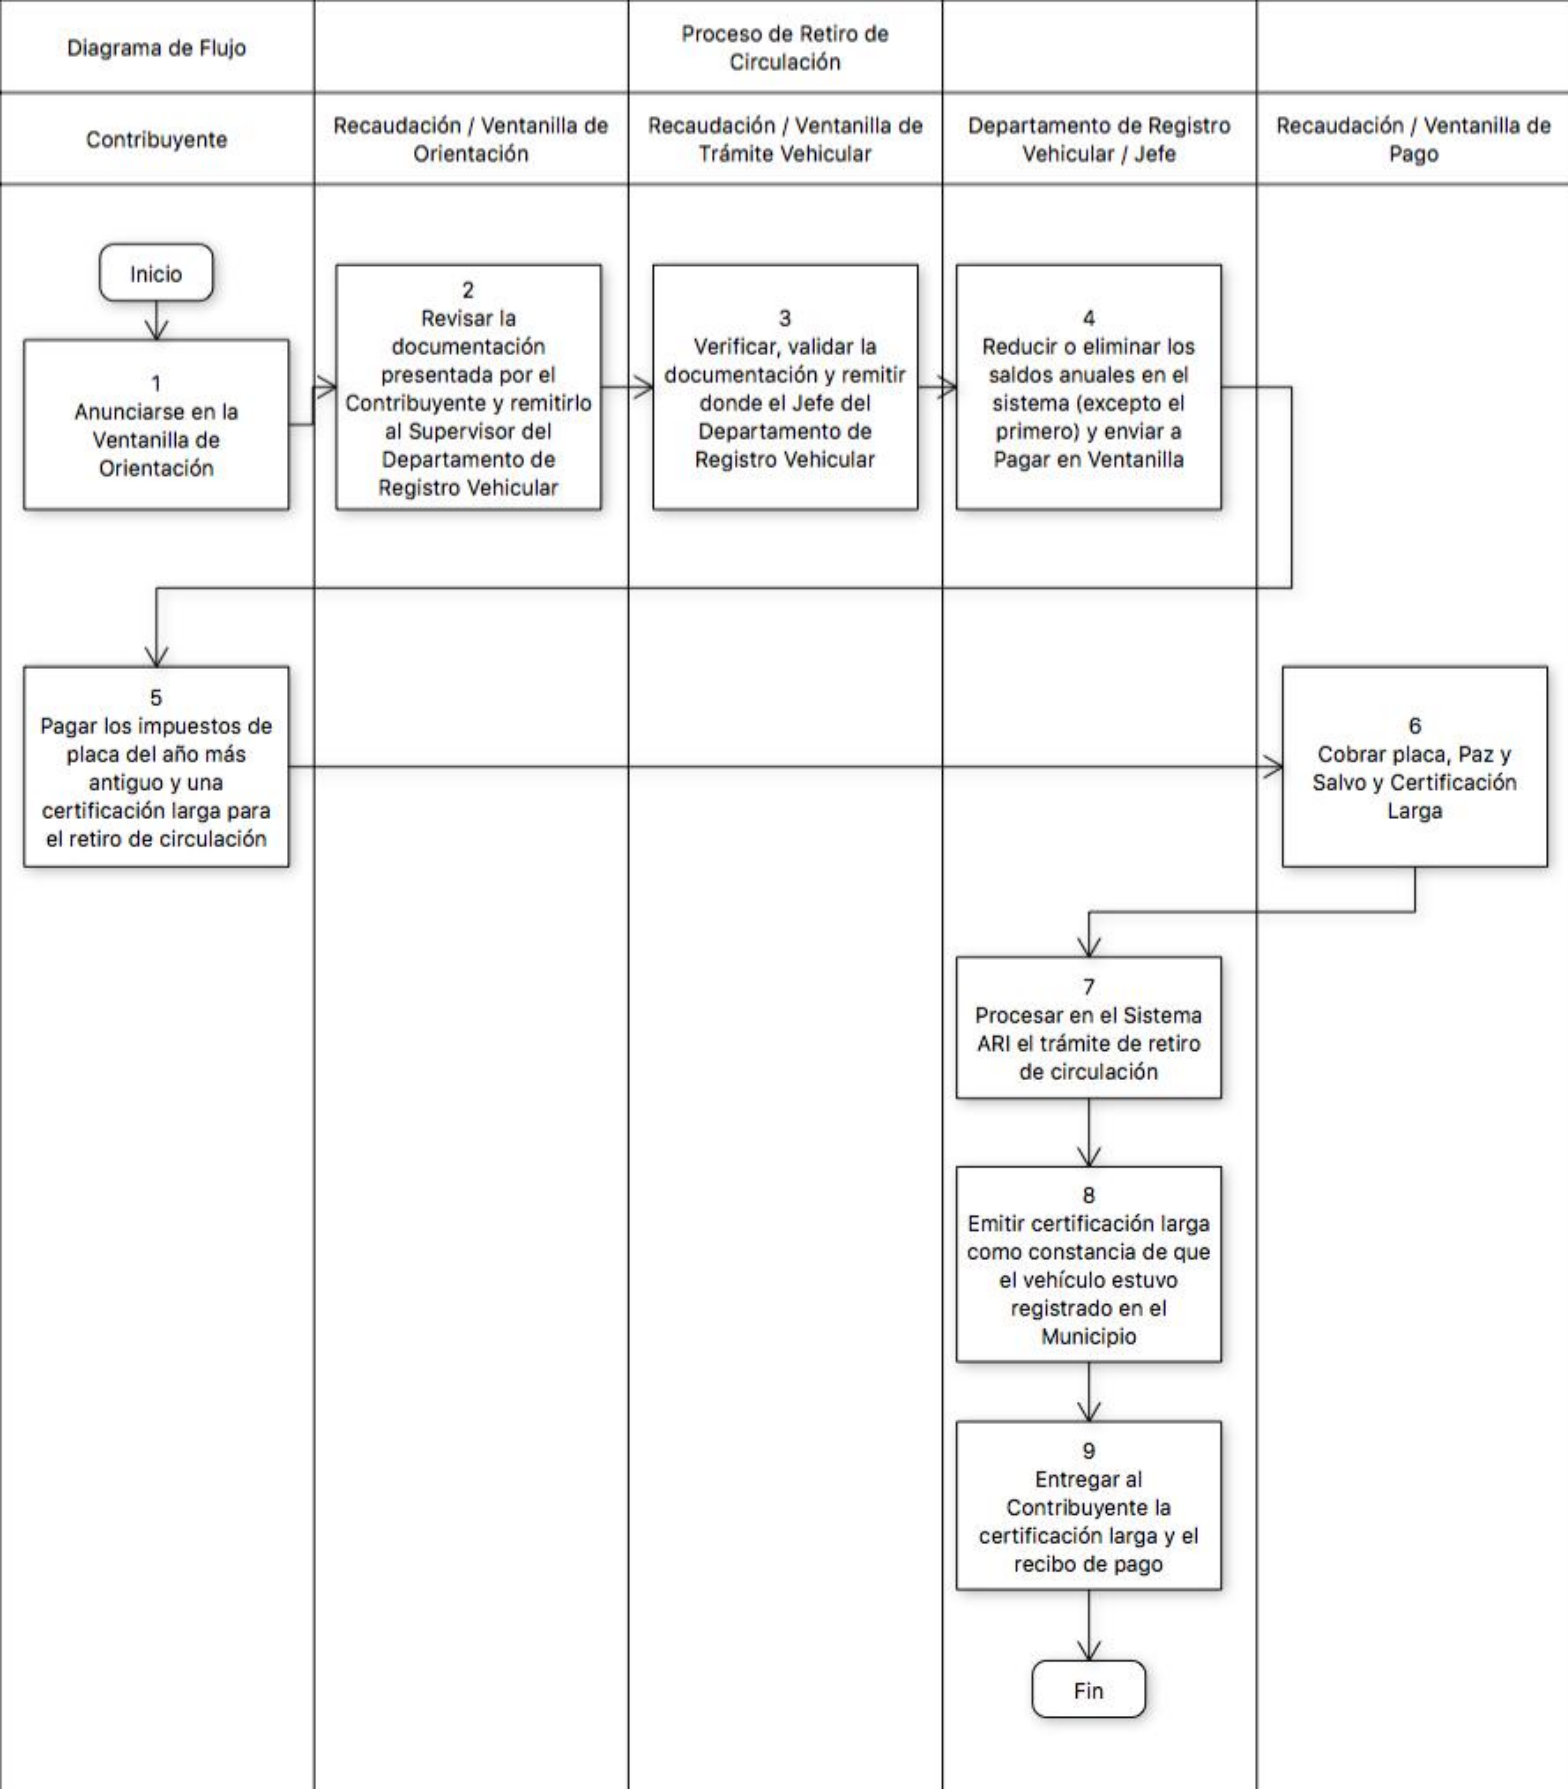 Diagrama de Flujo
Proceso de Retiro de
Circulación
Contribuyente
Recaudación / Ventanilla de
Orientación
Recaudación / Ventanilla de
Trámite Vehicular
Departamento de Registro
Vehicular / Jefe
Recaudación / Ventanilla de
Pago
Inicio
1
Anunciarse en la
Ventanilla de
Orientación
2
Revisar la
documentación
presentada por el
Contribuyente y remitirlo
al Supervisor del
Departamento de
Registro Vehicular
3
Verificar, validar la
documentación y remitir
donde el Jefe del
Departamento de
Registro Vehicular
4
Reducir o eliminar los
saldos anuales en el
sistema (excepto el
primero) y enviar a
Pagar en Ventanilla
5
Pagar los impuestos de
placa del año más
antiguo y una
certificación larga para
el retiro de circulación
6
Cobrar placa, Paz y
Salvo y Certificación
Larga
7
Procesar en el Sistema
ARI el trámite de retiro
de circulación
8
Emitir certificación larga
como constancia de que
el vehículo estuvo
registrado en el
Municipio
9
Entregar al
Contribuyente la
certificación larga y el
recibo de pago
Fin